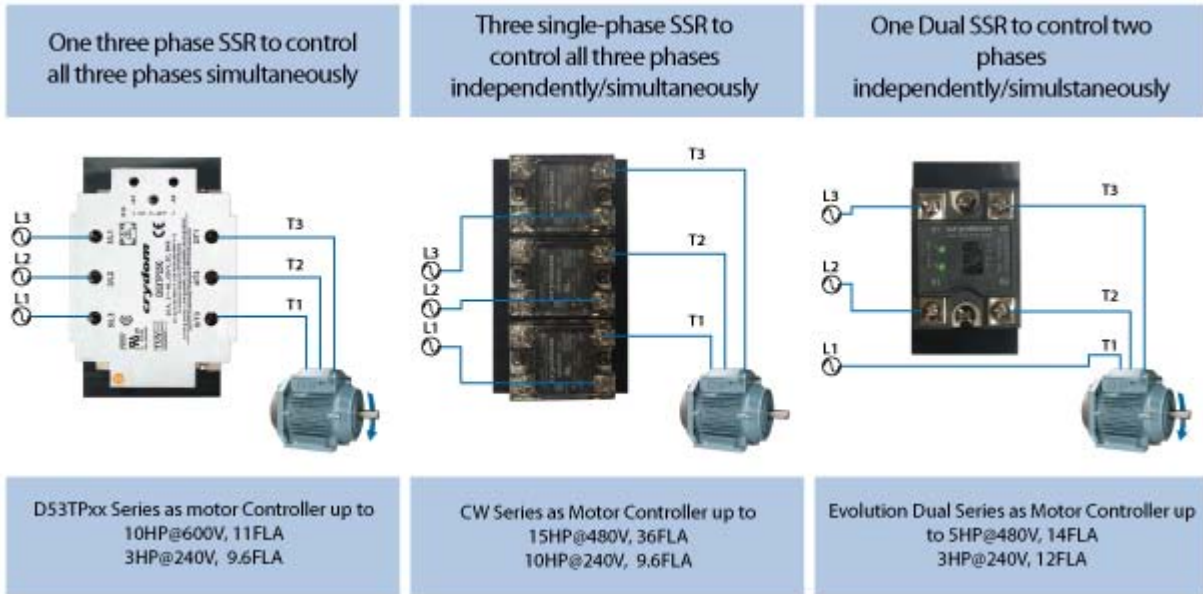 One three phase SSR to control
all three phases simultaneously
Three single-phase SSR to
control all three phases
independently/simultaneously
One Dual SSR to control two
phases
independently/simulstaneously
L3
L2
L1
crydom
CE
T3
T2
T1
L3
L2
L1
T3
T2
T1
L3
L2
L1
T3
T2
T1
D53TPxx Series as motor Controller up to
10HP@600V, 11FLA
3HP@240V, 9.6FLA
CW Series as Motor Controller up to
15HP@480V, 36FLA
10HP@240V, 9.6FLA
Evolution Dual Series as Motor Controller up
to 5HP@480V, 14FLA
3HP@240V, 12FLA